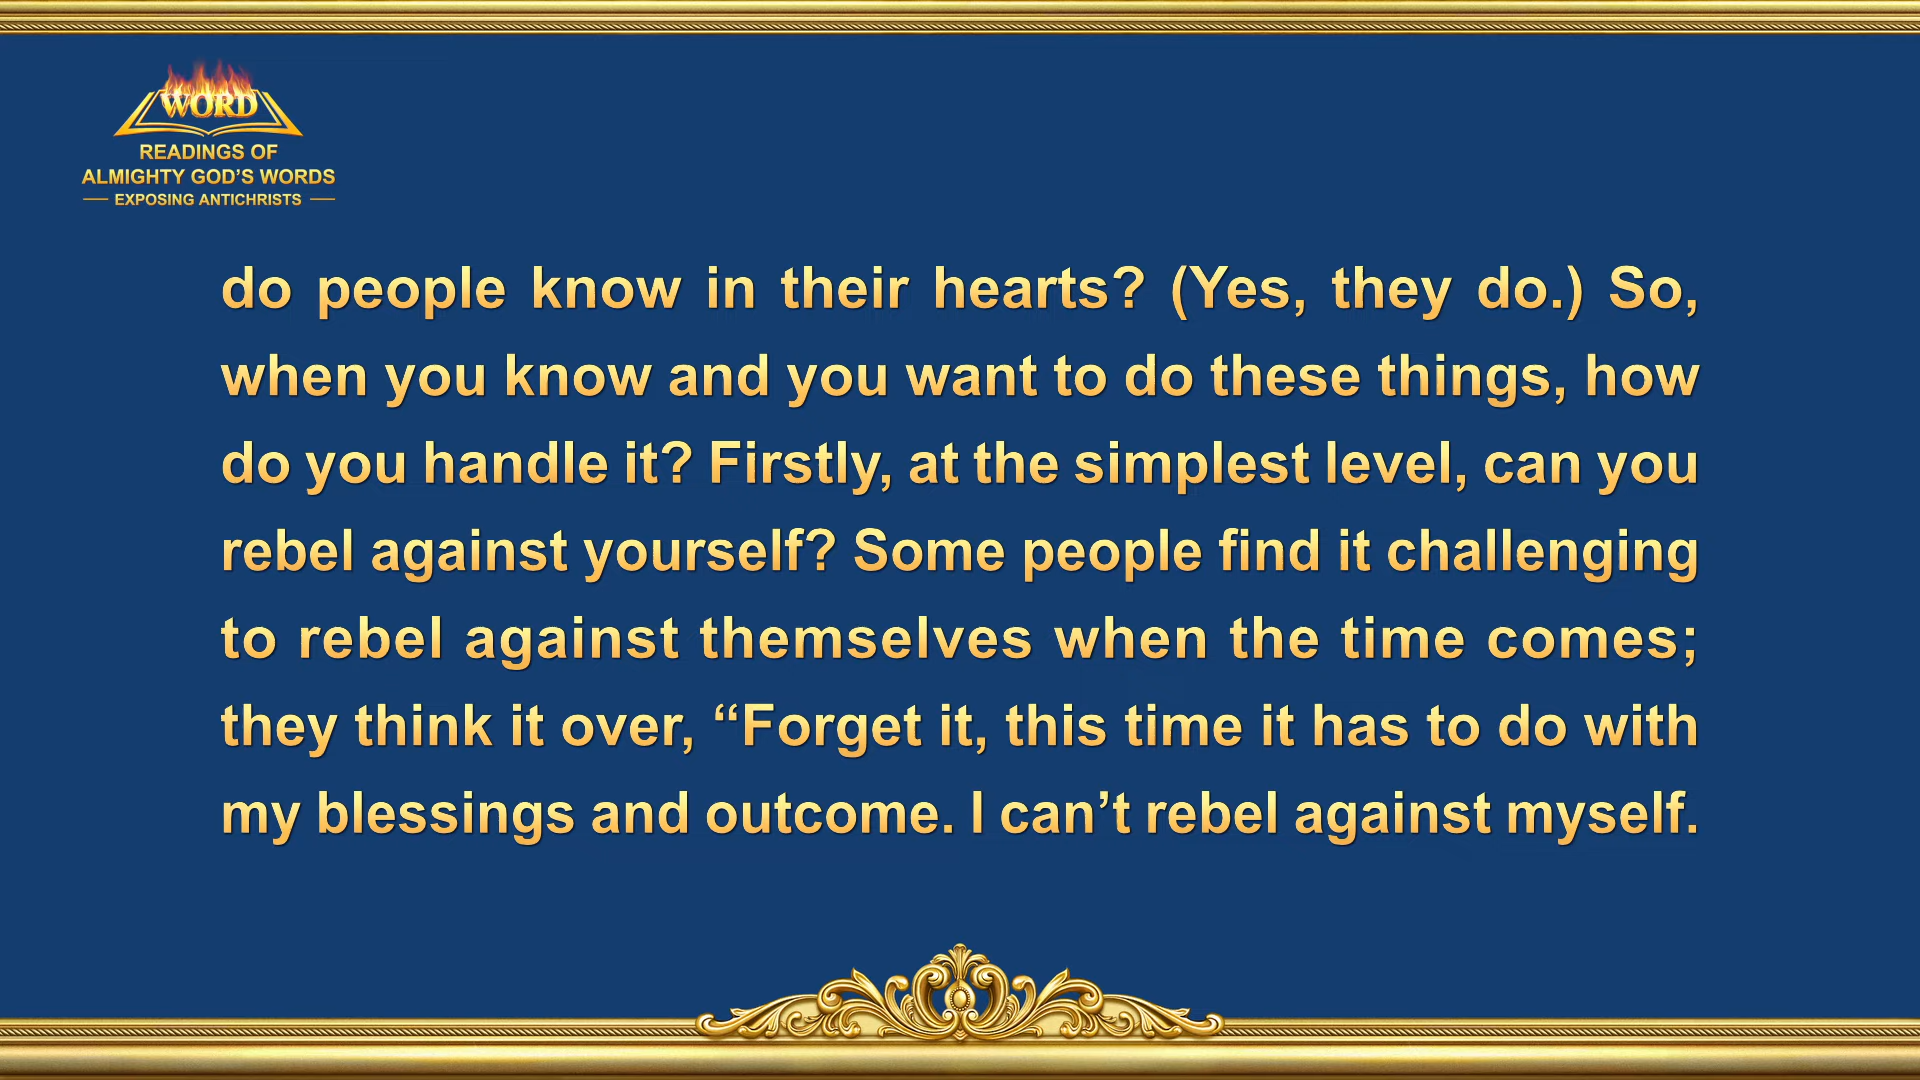 WORD
READINGS OF
ALMIGHTY GOD’S WORDS
EXPOSING ANTICHRISTS
do people know in their hearts? (Yes, they do.) So,
when you know and you want to do these things, how
do you handle it? Firstly, at the simplest level, can you
rebel against yourself? Some people find it challenging
to rebel against themselves when the time comes;
they think it over, “Forget it, this time it has to do with
my blessings and outcome. I can’t rebel against myself.